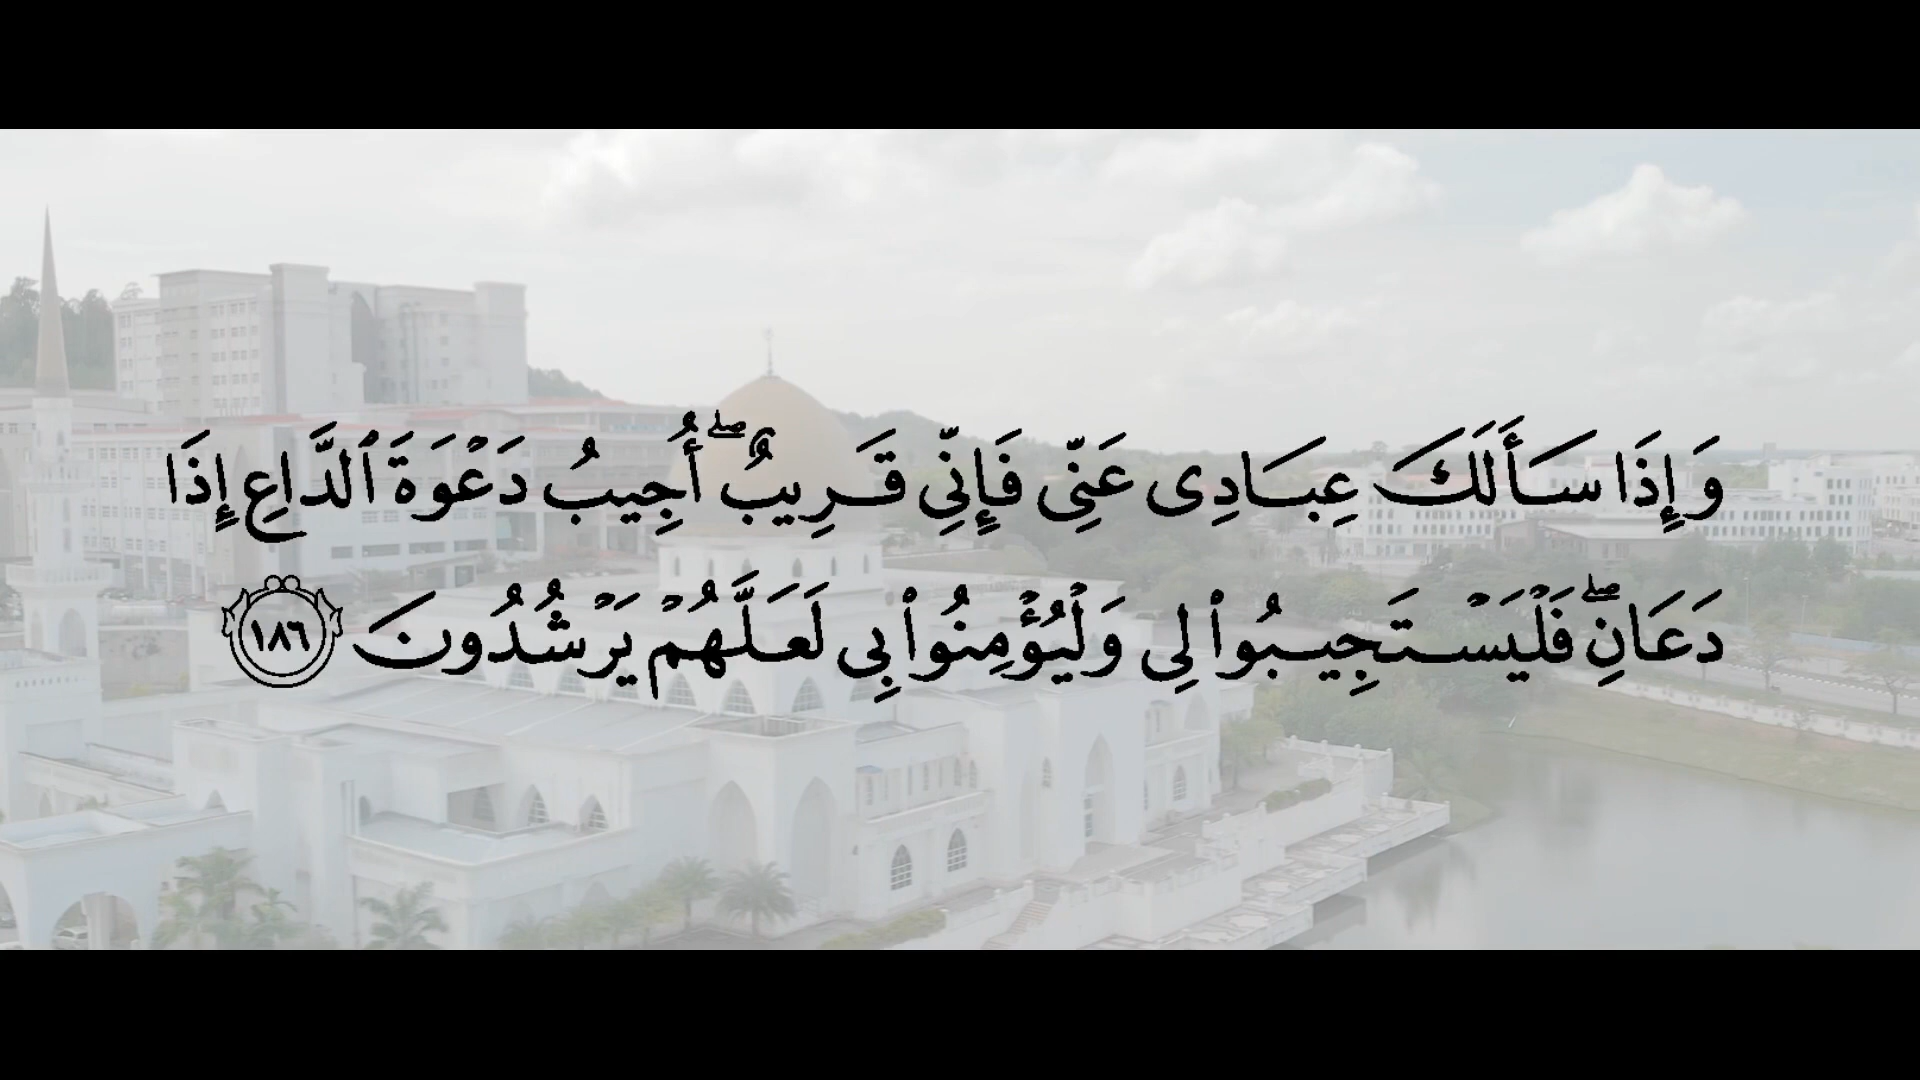 وَإِذَا سَأَلَكَ عِبَادِى عَنِّى فَإِنِّى قَرِيبٌ ۖ أُجِيبُ دَعْوَةَ ٱلدَّاعِ إِذَا
دَعَانِ ۖ فَلْيَسْتَجِيبُوا۟ لِى وَلْيُؤْمِنُوا۟ بِى لَعَلَّهُمْ يَرْشُدُونَ ١٨٦